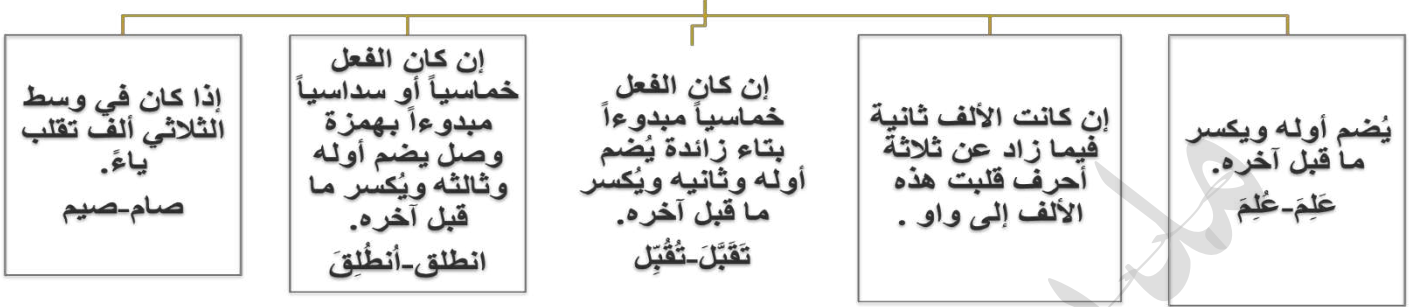 يُضم أوله ويكسر
ما قبل آخره.
عَلِمَ-عُلِمَ
إن كانت الألف ثانية
فيما زاد عن ثلاثة
أحرف قلبت هذه
الألف إلى واو .
إن كان الفعل
خماسياً مبدوءاً
بتاء زائدة يُضم
أوله وثانيه ويُكسر
ما قبل آخره.
تَقَبَّلَ-تُقُبِّل
إن كان الفعل
خماسياً أو سداسياً
مبدوءاً بهمزة
وصل يضم أوله
وثالثه ويُكسر ما
قبل آخره.
انطلق-اُنطُلِقَ
إذا كان في وسط
الثلاثي ألف تقلب
ياءً.
صام-صيم